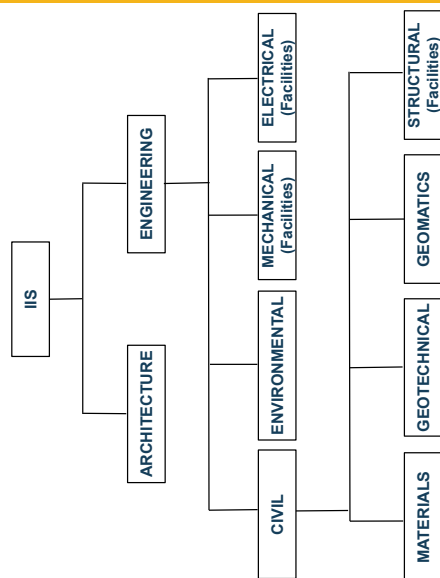 IIS
ARCHITECTURE
ENGINEERING
CIVIL
ENVIRONMENTAL
MECHANICAL
(Facilities)
ELECTRICAL
(Facilities)
MATERIALS
GEOTECHNICAL
GEOMATICS
STRUCTURAL
(Facilities)